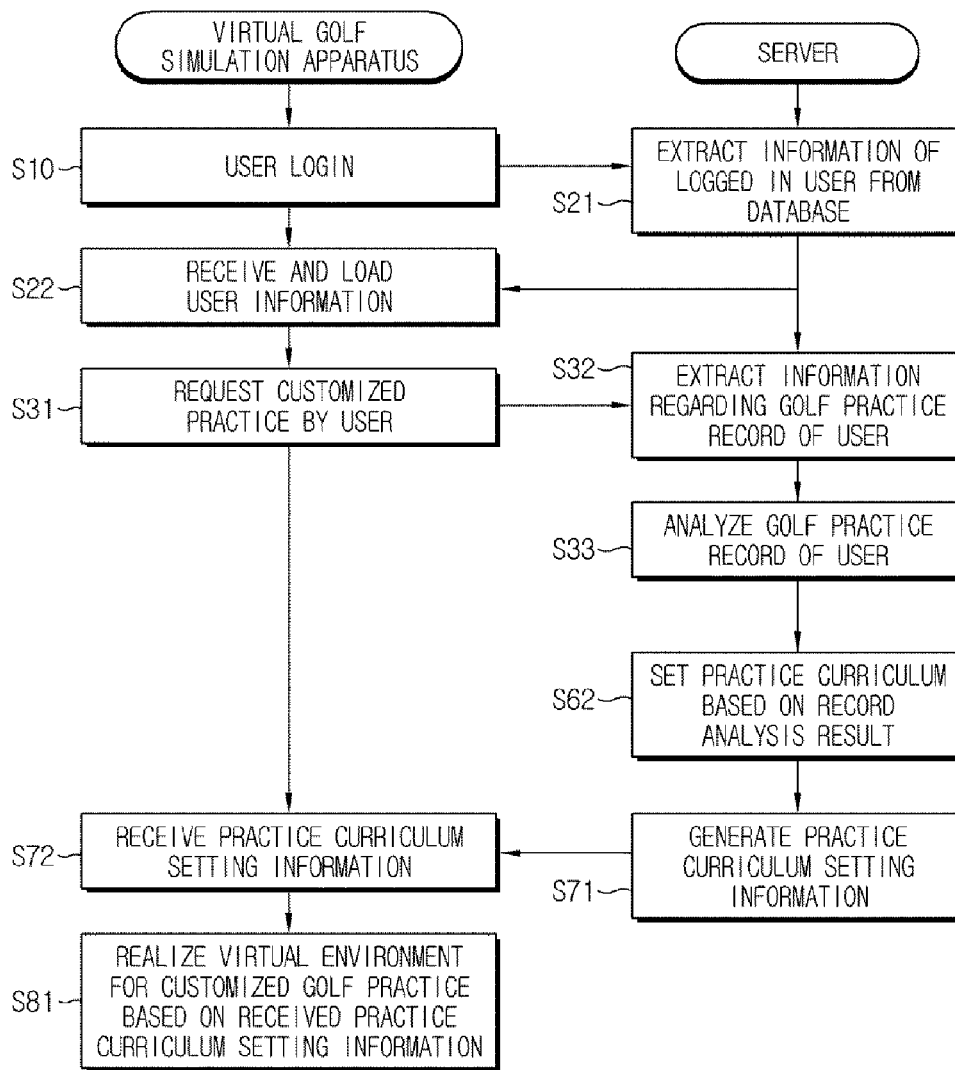 VIRTUAL GOLF
SIMULATION APPARATUS
SERVER
S10
USER LOGIN
EXTRACT INFORMATION OF
LOGGED IN USER FROM
DATABASE
S21
S22
RECEIVE AND LOAD
USER INFORMATION
S31
REQUEST CUSTOMIZED
PRACTICE BY USER
S32
EXTRACT INFORMATION
REGARDING GOLF PRACTICE
RECORD OF USER
S33
ANALYZE GOLF PRACTICE
RECORD OF USER
S62
SET PRACTICE CURRICULUM
BASED ON RECORD
ANALYSIS RESULT
S72
RECEIVE PRACTICE CURRICULUM
SETTING INFORMATION
GENERATE PRACTICE
CURRICULUM SETTING
INFORMATION
S71
S81
REALIZE VIRTUAL ENVIRONMENT
FOR CUSTOMIZED GOLF PRACTICE
BASED ON RECEIVED PRACTICE
CURRICULUM SETTING INFORMATION